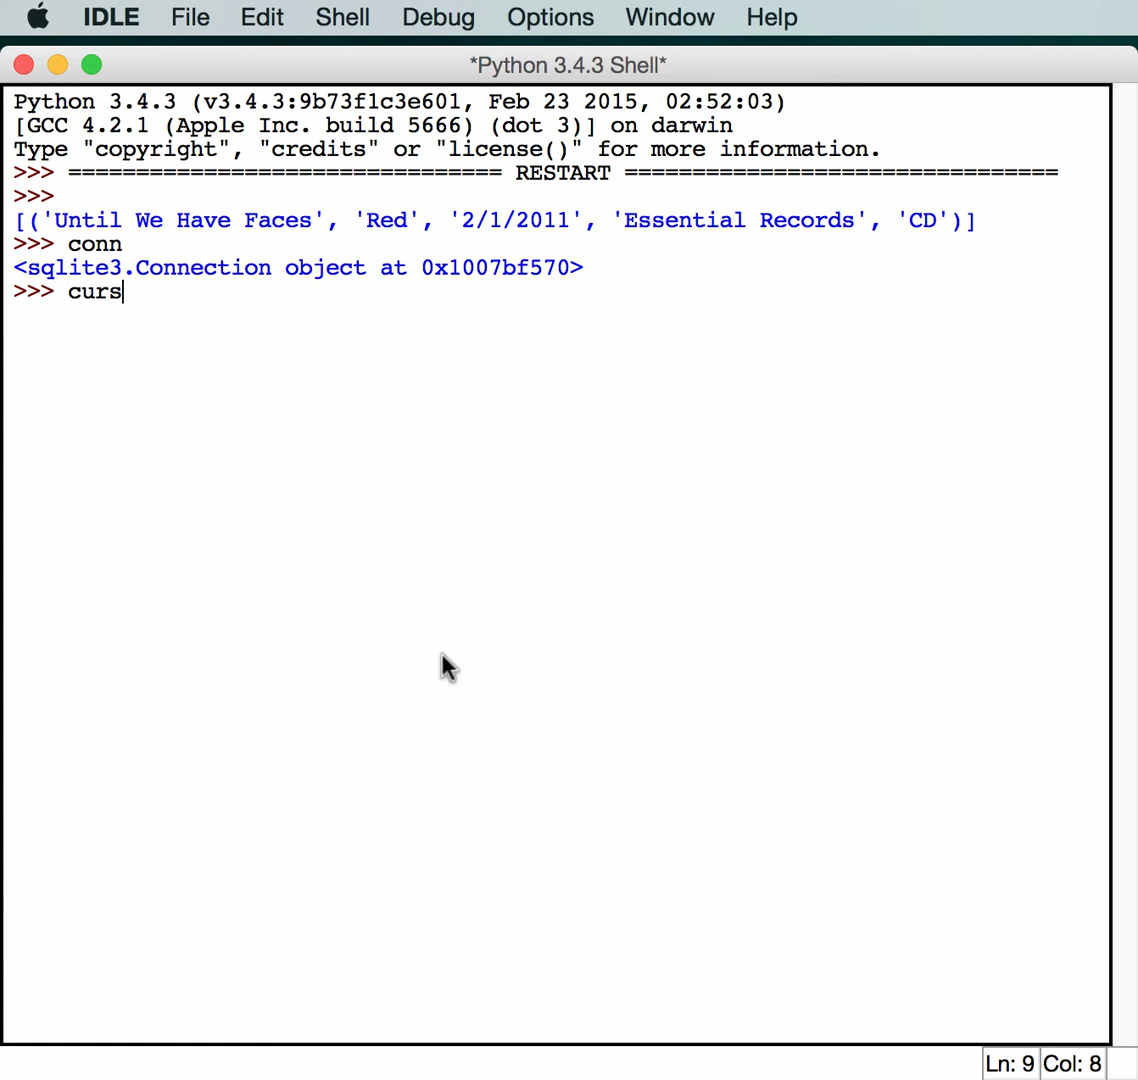 IDLE File Edit Shell Debug Options Window Help
*Python 3.4.3 Shell*
Python 3.4.3 (v3.4.3:9b73f1c3e601, Feb 23 2015, 02:52:03)
[GCC 4.2.1 (Apple Inc. build 5666) (dot 3)] on darwin
Type "copyright", "credits" or "license()" for more information.
>>> ================================ RESTART ================================
>>>
[('Until We Have Faces', 'Red', '2/1/2011', 'Essential Records', 'CD')]
>>> conn
<sqlite3.Connection object at 0x1007bf570>
>>> curs
Ln: 9 Col: 8